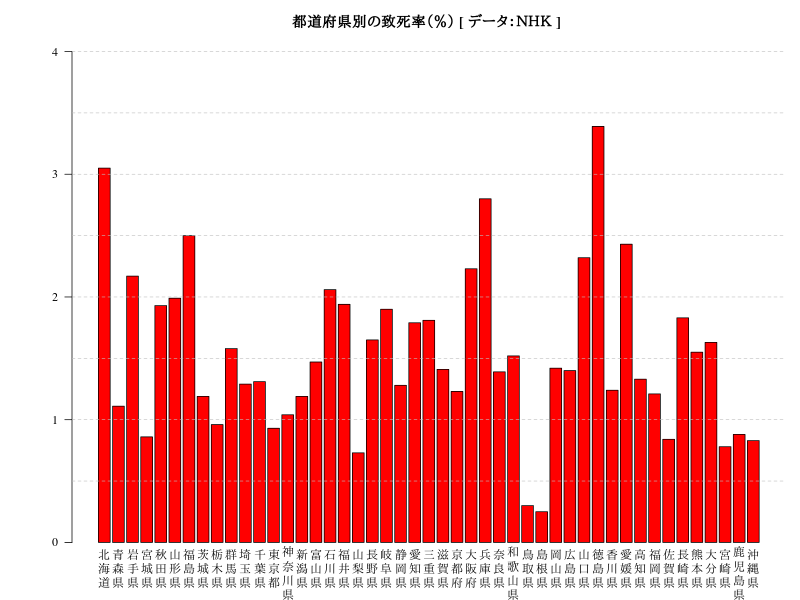 都道府県別の致死率(%) [ データ:NHK ]
4
3
2
1
0
北海道
青森県
岩手県
宮城県
秋田県
山形県
福島県
茨城県
栃木県
群馬県
埼玉県
千葉県
東京都
神奈川県
新潟県
富山県
石川県
福井県
山梨県
長野県
岐阜県
静岡県
愛知県
三重県
滋賀県
京都府
大阪府
兵庫県
奈良県
和歌山県
鳥取県
島根県
岡山県
広島県
山口県
徳島県
香川県
愛媛県
高知県
福岡県
佐賀県
長崎県
熊本県
大分県
宮崎県
鹿児島県
沖縄県